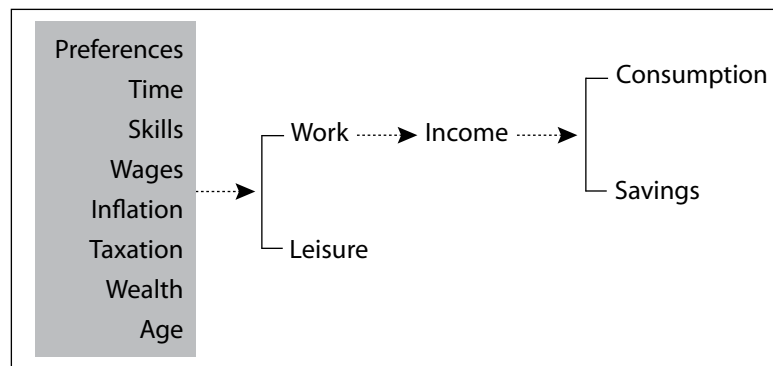 Preferences
Time
Skills
Wages
Inflation
Taxation
Wealth
Age
Work
Leisure
Income
Consumption
Savings